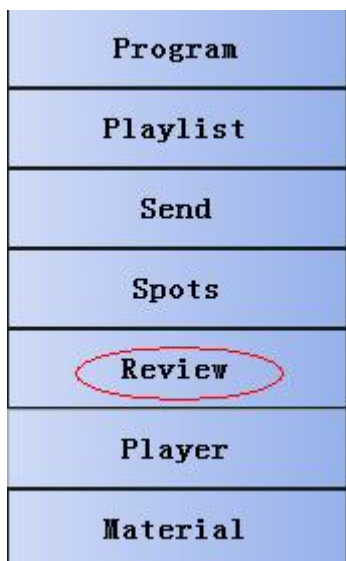 Program
Playlist
Send
Spots
Review
Player
Material